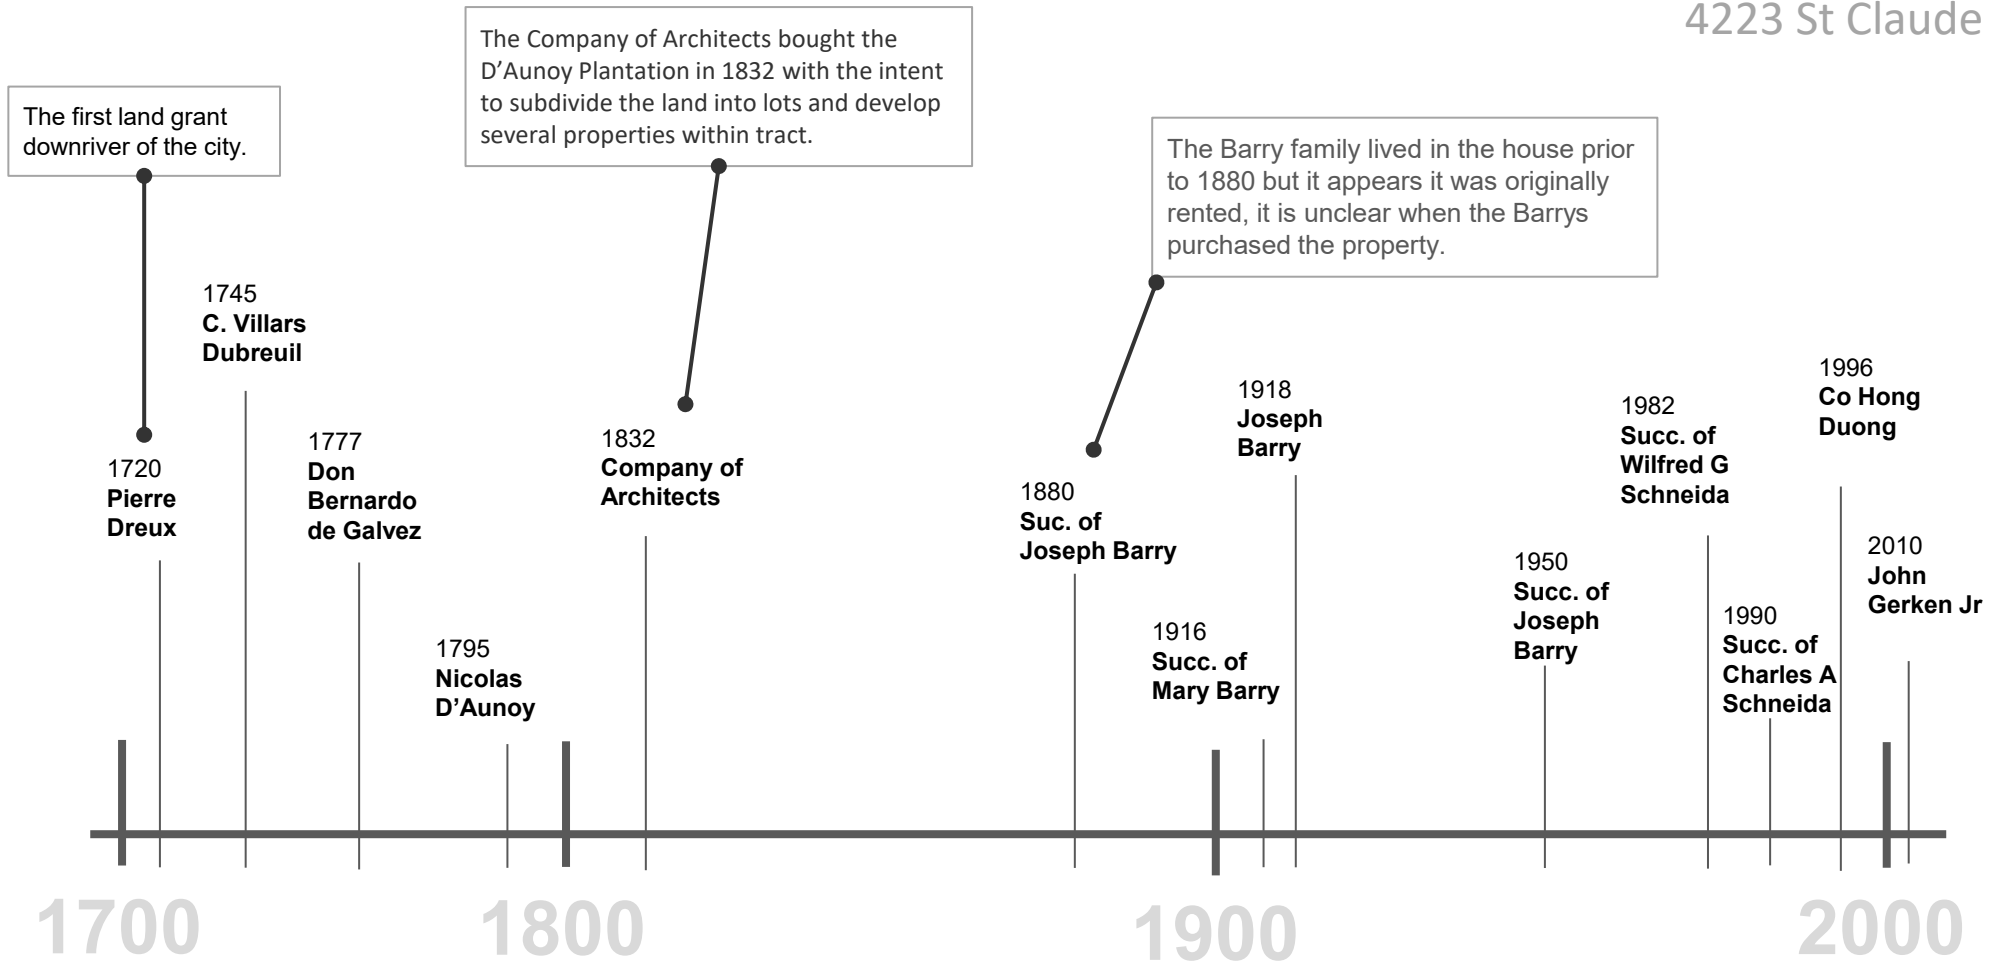 4223 St Claude
The first land grant
downriver of the city.
The Company of Architects bought the
D’Aunoy Plantation in 1832 with the intent
to subdivide the land into lots and develop
several properties within tract.
The Barry family lived in the house prior
to 1880 but it appears it was originally
rented, it is unclear when the Barrys
purchased the property.
1720
Pierre
Dreux
1745
C. Villars
Dubreuil
1777
Don
Bernardo
de Galvez
1795
Nicolas
D’Aunoy
1832
Company of
Architects
1880
Suc. of
Joseph Barry
1916
Succ. of
Mary Barry
1918
Joseph
Barry
1950
Succ. of
Joseph
Barry
1982
Succ. of
Wilfred G
Schneida
1990
Succ. of
Charles A
Schneida
1996
Co Hong
Duong
2010
John
Gerken Jr
1700
1800
1900
2000